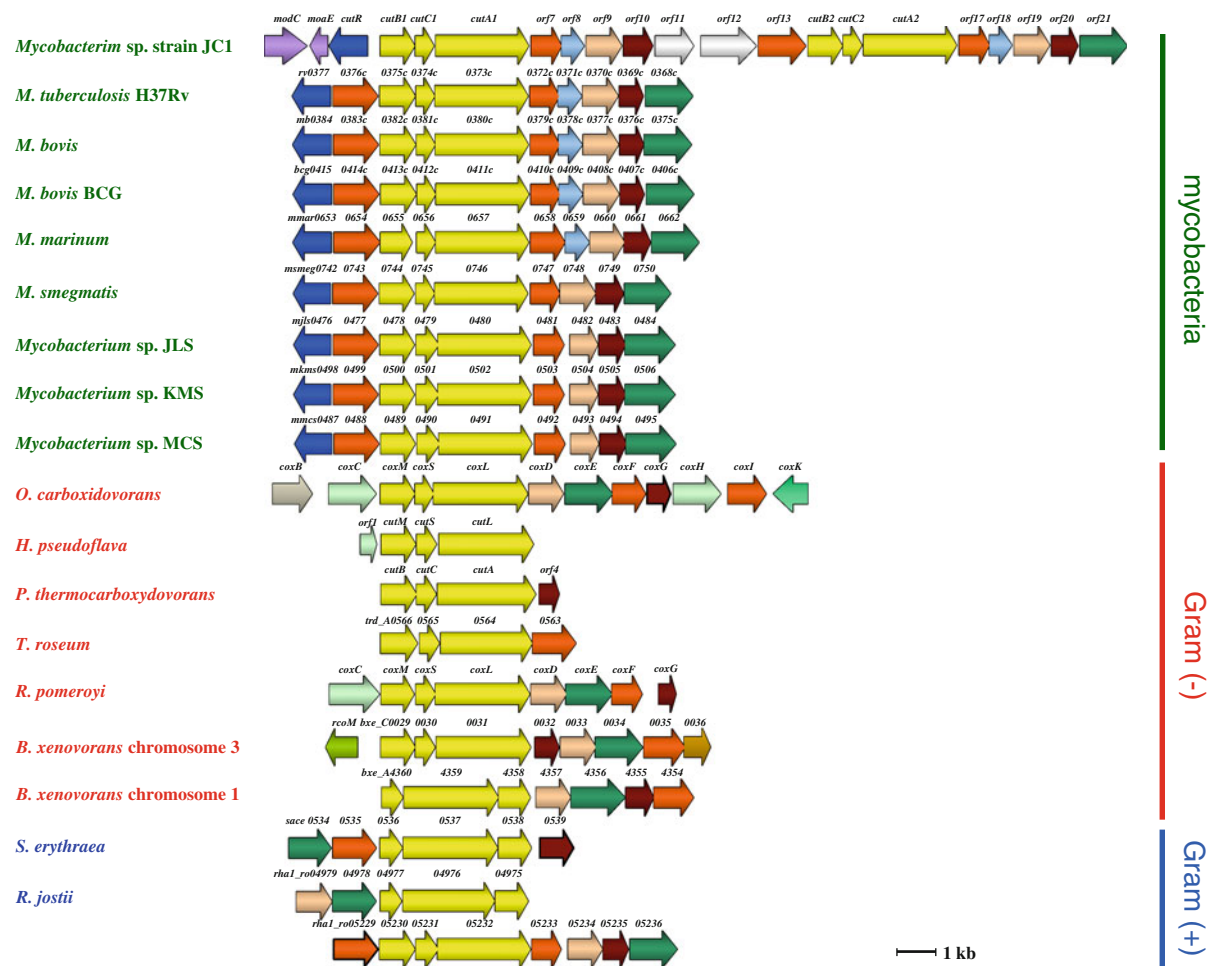 modC moaE cutR cutB1 cutC1 cutA1 orf7 orf8 orf9 orf10 orf11 orf12 orf13 cutB2 cutC2 cutA2 orf17 orf18 orf19 orf20 orf21
Mycobacterim sp. strain JC1
rv0377 0376c 0375c 0374c 0373c 0372c 0371c 0370c 0369c 0368c
M. tuberculosis H37Rv
mb0384 0383c 0382c 0381c 0380c 0379c 0378c 0377c 0376c 0375c
M. bovis
bcg0415 0414c 0413c 0412c 0411c 0410c 0409c 0408c 0407c 0406c
M. bovis BCG
mmar0653 0654 0655 0656 0657 0658 0659 0660 0661 0662
M. marinum
msmeg0742 0743 0744 0745 0746 0747 0748 0749 0750
M. smegmatis
mjls0476 0477 0478 0479 0480 0481 0482 0483 0484
Mycobacterium sp. JLS
mkms0498 0499 0500 0501 0502 0503 0504 0505 0506
Mycobacterium sp. KMS
mmcs0487 0488 0489 0490 0491 0492 0493 0494 0495
Mycobacterium sp. MCS
mycobacteria
coxB coxC coxM coxS coxL coxD coxE coxF coxG coxH coxI coxK
O. carboxidovorans
orf1 cutM cutS cutL
H. pseudoflava
cutB cutC cutA orf4
P. thermocarboxydovorans
trd_A0566 0565 0564 0563
T. roseum
coxC coxM coxS coxL coxD coxE coxF coxG
R. pomeroyi
rcoM bxe_C0029 0030 0031 0032 0033 0034 0035 0036
B. xenovorans chromosome 3
bxe_A4360 4359 4358 4357 4356 4355 4354
B. xenovorans chromosome 1
Gram (-)
sace 0534 0535 0536 0537 0538 0539
S. erythraea
rha1_ro04979 04978 04977 04976 04975
R. jostii
rha1_ro05229 05230 05231 05232 05233 05234 05235 05236
Gram (+)
1 kb